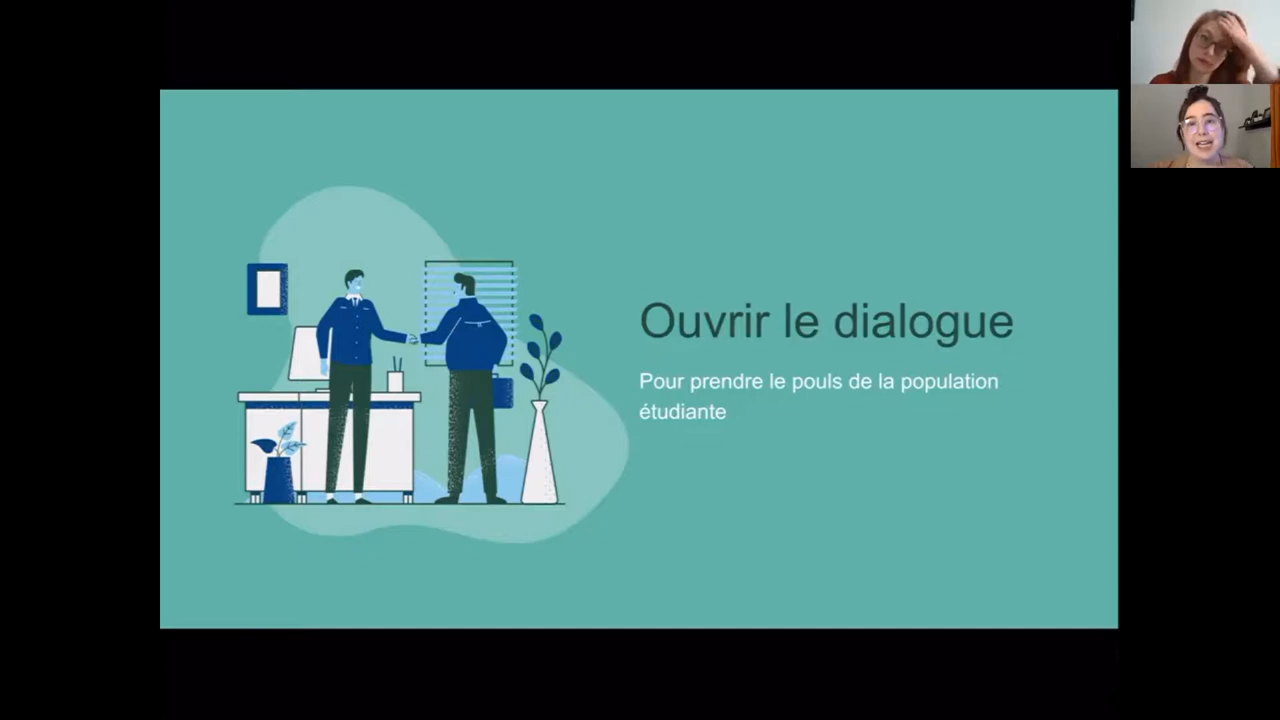 Ouvrir le dialogue
Pour prendre le pouls de la population
étudiante